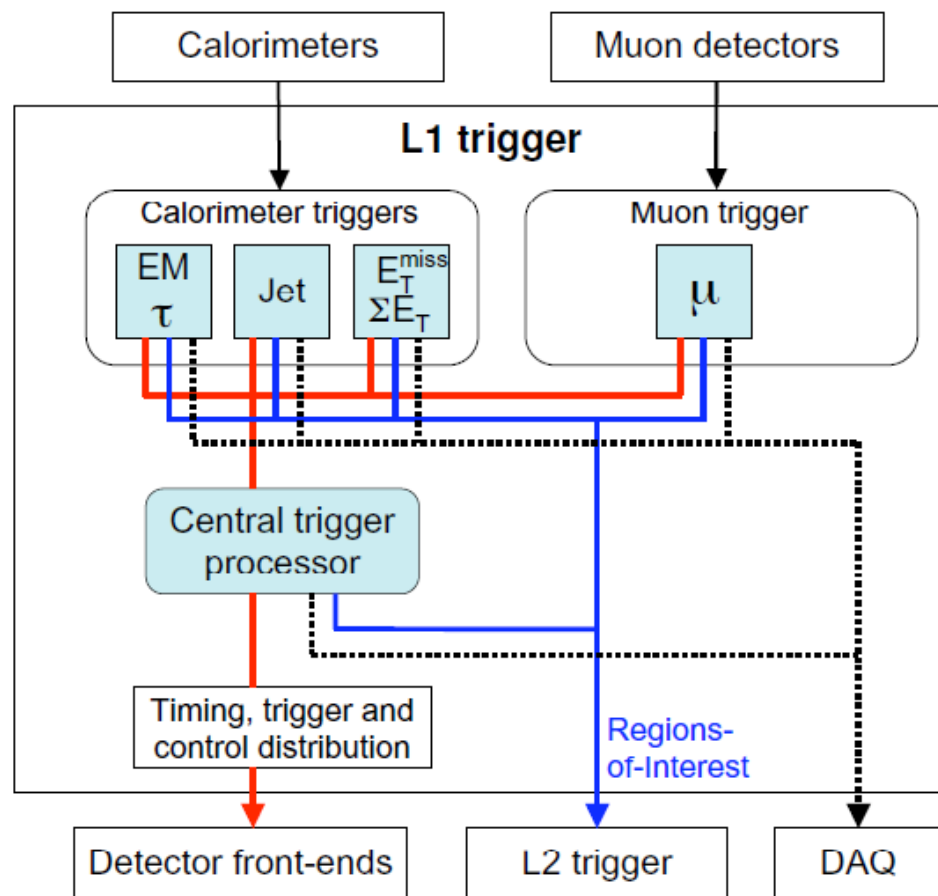 Calorimeters
Muon detectors
L1 trigger
Calorimeter triggers
Muon trigger
EM
τ
Jet
E_T^miss
ΣE_T
μ
Central trigger
processor
Timing, trigger and
control distribution
Regions-
of-Interest
Detector front-ends
L2 trigger
DAQ